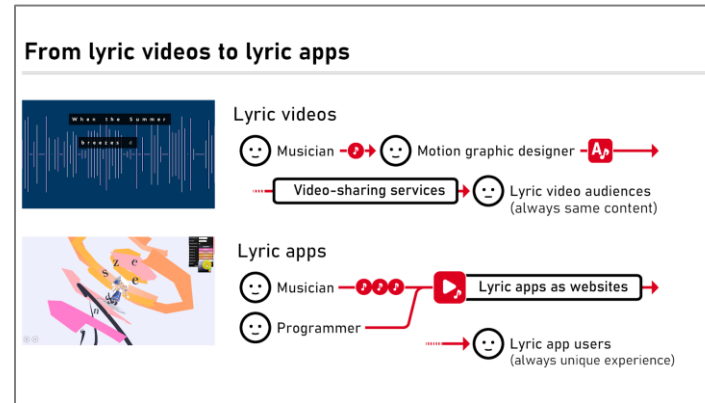 From lyric videos to lyric apps
When the Summer
breezes r
Lyric videos
Musician
Motion graphic designer
A
Video-sharing services
Lyric video audiences
(always same content)
s z e e
n
Lyric apps
Musician
Lyric apps as websites
Programmer
Lyric app users
(always unique experience)